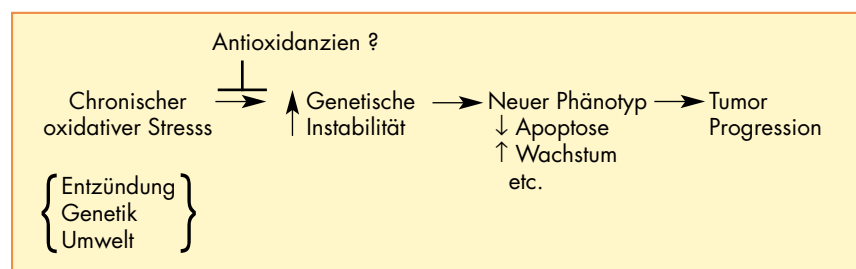 Antioxidanzien ?
Chronischer
oxidativer Stresss
Genetische
Instabilität
Neuer Phänotyp
↓ Apoptose
↑ Wachstum
etc.
Tumor
Progression
Entzündung
Genetik
Umwelt